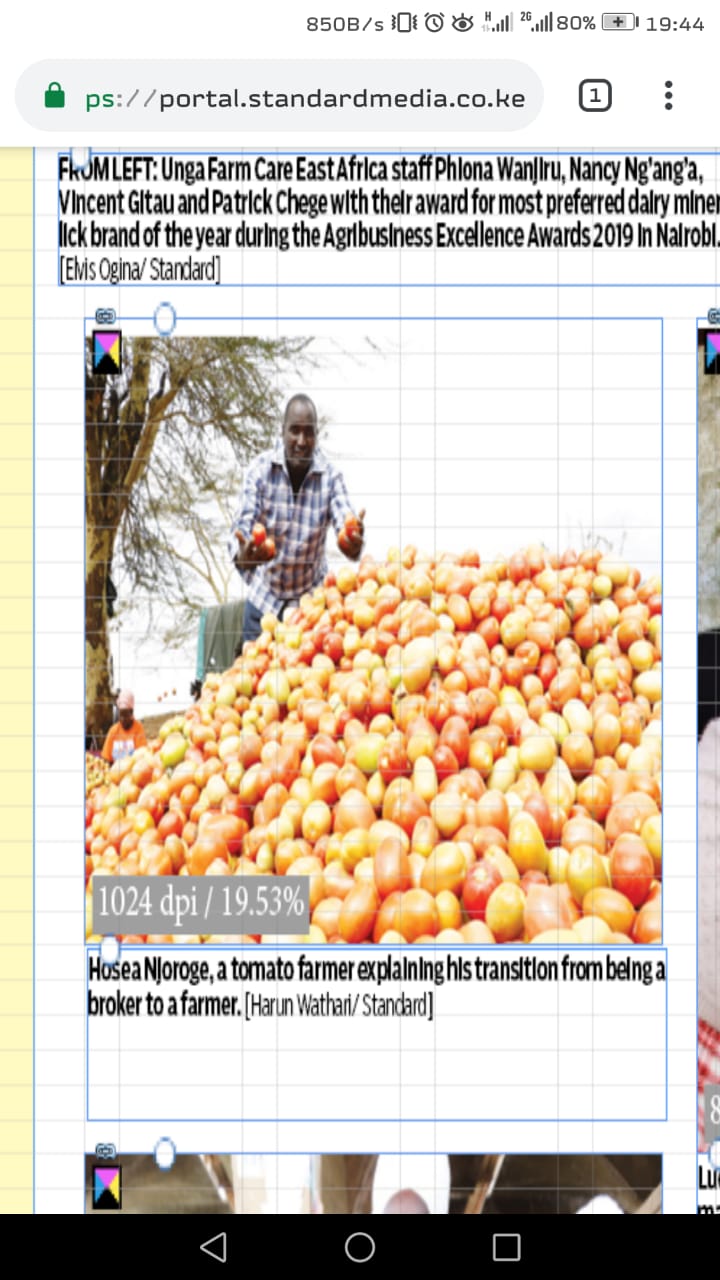 850B/s H 2G 80% 19:44
ps://portal.standardmedia.co.ke 1
FROM LEFT: Unga Farm Care East Africa staff Phiona Wanjiru, Nancy Ng'ang'a,
Vincent Gitau and Patrick Chege with their award for most preferred dairy miner
lick brand of the year during the Agribusiness Excellence Awards 2019 in Nairobi.
[Elvis Ogina/ Standard]
1024 dpi / 19.53%
Hosea Njoroge, a tomato farmer explaining his transition from being a
broker to a farmer. [Harun Wathari/ Standard]
8
Lu